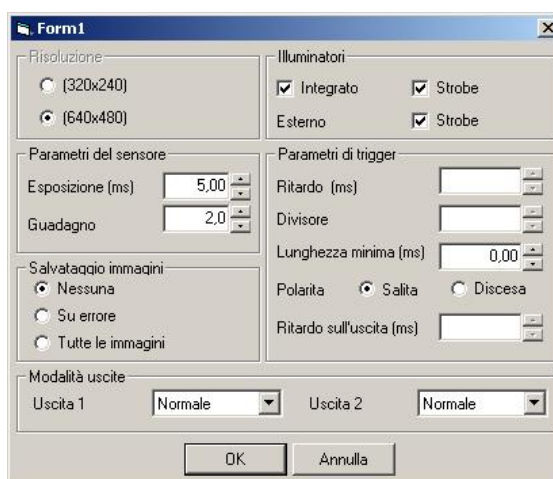 Form1
Risoluzione
(320x240)
(640x480)
Illuminatori
Integrato
Strobe
Esterno
Strobe
Parametri del sensore
Esposizione (ms) 5,00
Guadagno 2,0
Parametri di trigger
Ritardo (ms)
Divisore
Lunghezza minima (ms) 0,00
Polarita Salita Discesa
Ritardo sull'uscita (ms)
Salvataggio immagini
Nessuna
Su errore
Tutte le immagini
Modalità uscite
Uscita 1 Normale Uscita 2 Normale
OK Annulla